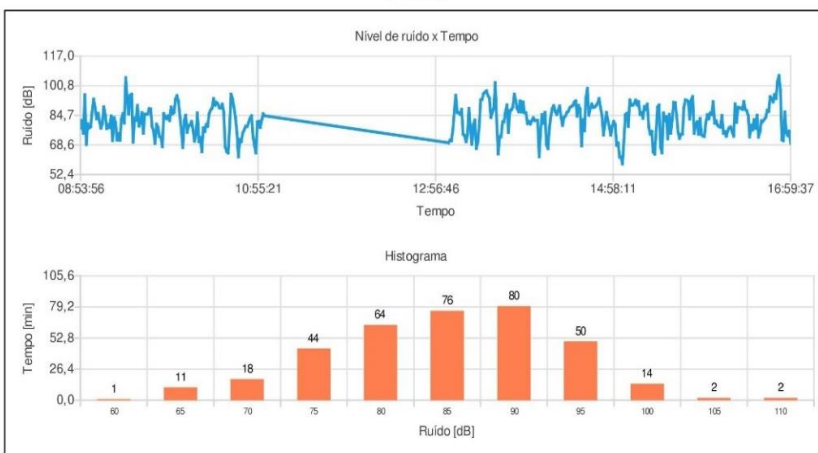 Nível de ruído x Tempo
117,0
100,8
84,7
68,6
52,4
Ruído [dB]
08:53:56 10:55:21 12:56:46 14:58:11 16:59:37
Tempo
Histograma
105,6
79,2
52,8
26,4
0,0
Tempo [min]
1 11 18 44 64 76 80 50 14 2 2
60 65 70 75 80 85 90 95 100 105 110
Ruído [dB]